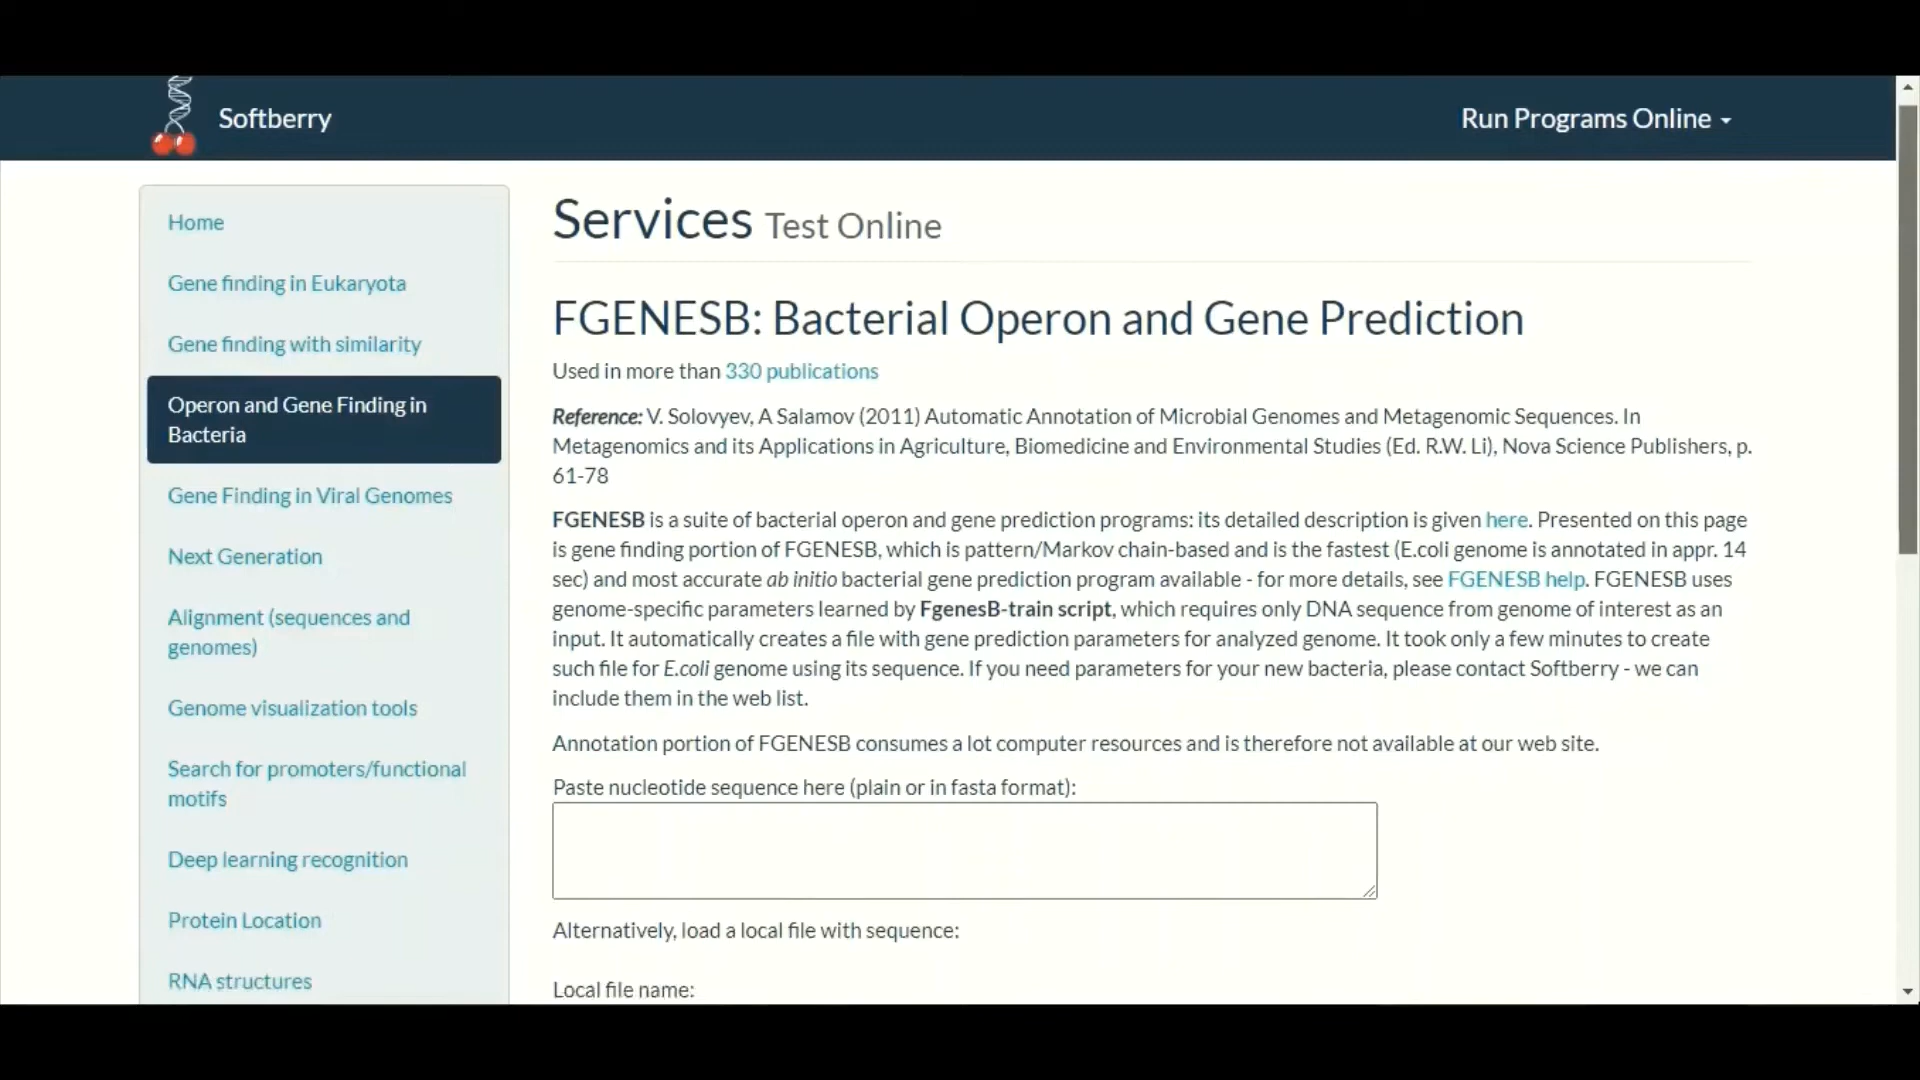 Softberry
Run Programs Online
Home
Gene finding in Eukaryota
Gene finding with similarity
Operon and Gene Finding in
Bacteria
Gene Finding in Viral Genomes
Next Generation
Alignment (sequences and
genomes)
Genome visualization tools
Search for promoters/functional
motifs
Deep learning recognition
Protein Location
RNA structures
Services Test Online
FGENESB: Bacterial Operon and Gene Prediction
Used in more than 330 publications
Reference: V. Solovyev, A Salamov (2011) Automatic Annotation of Microbial Genomes and Metagenomic Sequences. In
Metagenomics and its Applications in Agriculture, Biomedicine and Environmental Studies (Ed. R.W. Li), Nova Science Publishers, p.
61-78
FGENESB is a suite of bacterial operon and gene prediction programs: its detailed description is given here. Presented on this page
is gene finding portion of FGENESB, which is pattern/Markov chain-based and is the fastest (E.coli genome is annotated in appr. 14
sec) and most accurate ab initio bacterial gene prediction program available - for more details, see FGENESB help. FGENESB uses
genome-specific parameters learned by FgenesB-train script, which requires only DNA sequence from genome of interest as an
input. It automatically creates a file with gene prediction parameters for analyzed genome. It took only a few minutes to create
such file for E.coli genome using its sequence. If you need parameters for your new bacteria, please contact Softberry - we can
include them in the web list.
Annotation portion of FGENESB consumes a lot computer resources and is therefore not available at our web site.
Paste nucleotide sequence here (plain or in fasta format):
Alternatively, load a local file with sequence:
Local file name: